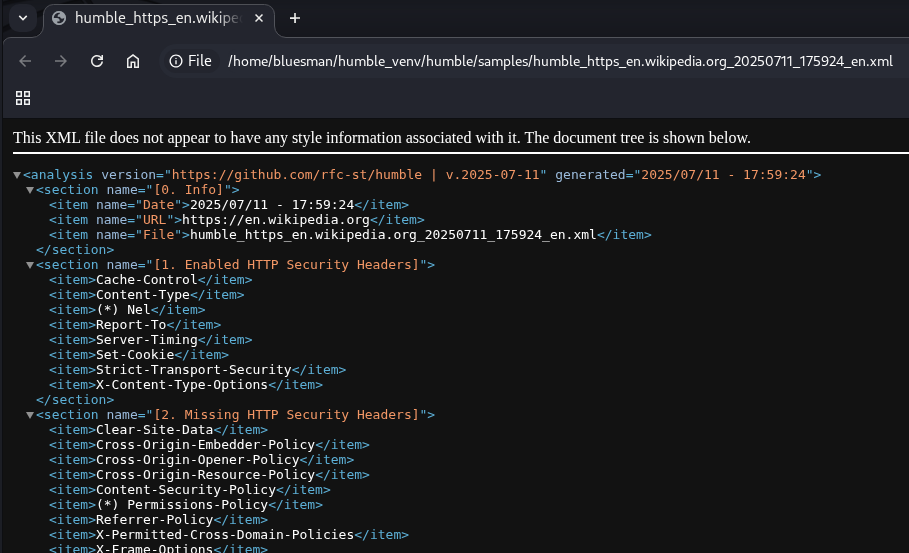 humble_https_en.wikipe
File /home/bluesman/humble_venv/humble/samples/humble_https_en.wikipedia.org_20250711_175924_en.xml
This XML file does not appear to have any style information associated with it. The document tree is shown below.
<analysis version="https://github.com/rfc-st/humble | v.2025-07-11" generated="2025/07/11 - 17:59:24">
<section name="[0. Info]">
<item name="Date">2025/07/11 - 17:59:24</item>
<item name="URL">https://en.wikipedia.org</item>
<item name="File">humble_https_en.wikipedia.org_20250711_175924_en.xml</item>
</section>
<section name="[1. Enabled HTTP Security Headers]">
<item>Cache-Control</item>
<item>Content-Type</item>
<item>(*) Nel</item>
<item>Report-To</item>
<item>Server-Timing</item>
<item>Set-Cookie</item>
<item>Strict-Transport-Security</item>
<item>X-Content-Type-Options</item>
</section>
<section name="[2. Missing HTTP Security Headers]">
<item>Clear-Site-Data</item>
<item>Cross-Origin-Embedder-Policy</item>
<item>Cross-Origin-Opener-Policy</item>
<item>Cross-Origin-Resource-Policy</item>
<item>Content-Security-Policy</item>
<item>(*) Permissions-Policy</item>
<item>Referrer-Policy</item>
<item>X-Permitted-Cross-Domain-Policies</item>
<item>X-Frame-Options</item>